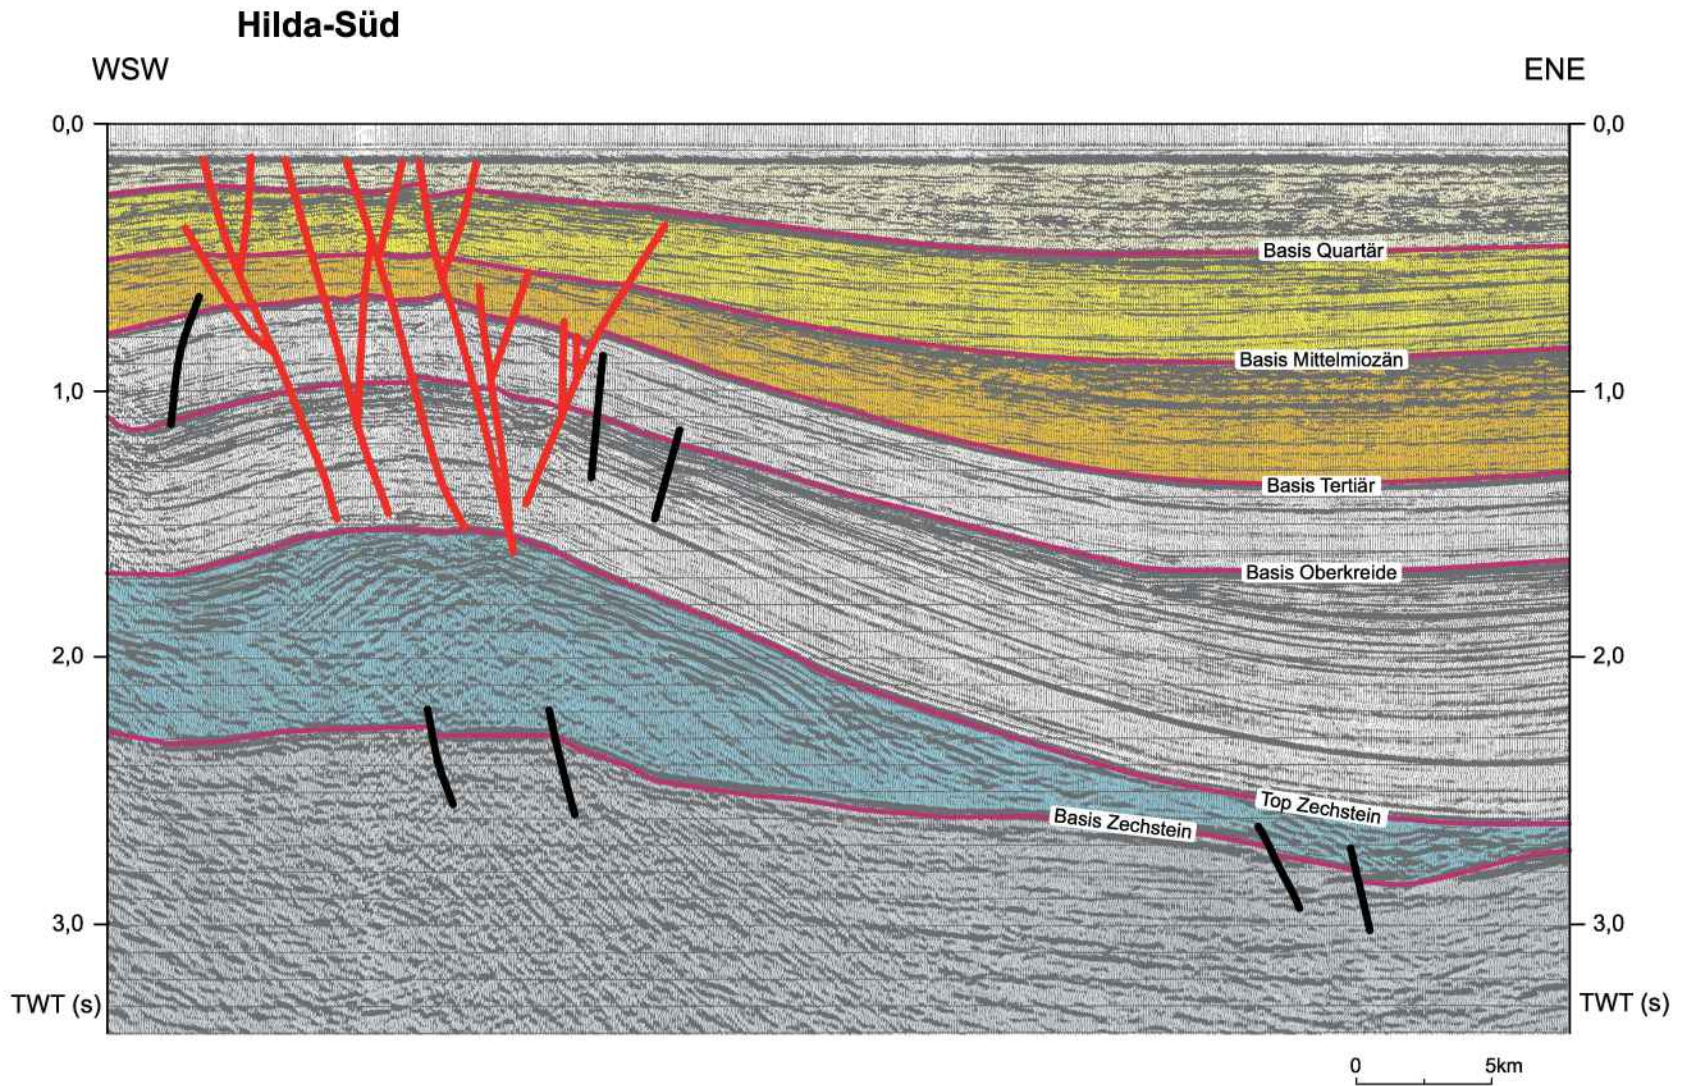 Hilda-Süd
WSW
ENE
0,0
0,0
Basis Quartär
Basis Mittelmiozän
1,0
1,0
Basis Tertiär
Basis Oberkreide
2,0
2,0
Top Zechstein
Basis Zechstein
3,0
3,0
TWT (s)
TWT (s)
0
5km